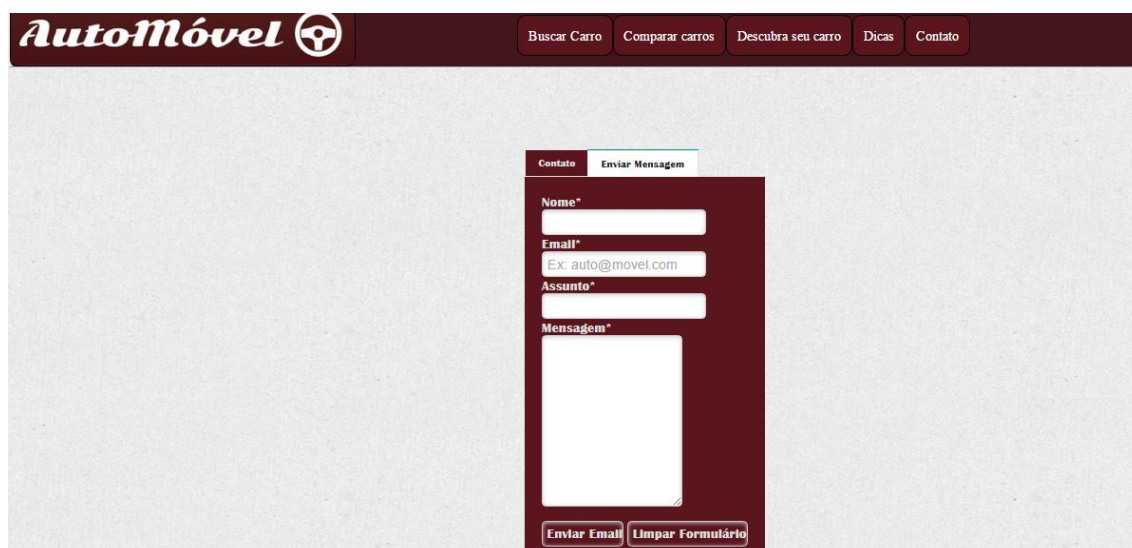 AutoMóvel
Buscar Carro Comparar carros Descubra seu carro Dicas Contato
Contato Enviar Mensagem
Nome*
Email*
Ex: auto@movel.com
Assunto*
Mensagem*
Enviar Email Limpar Formulário